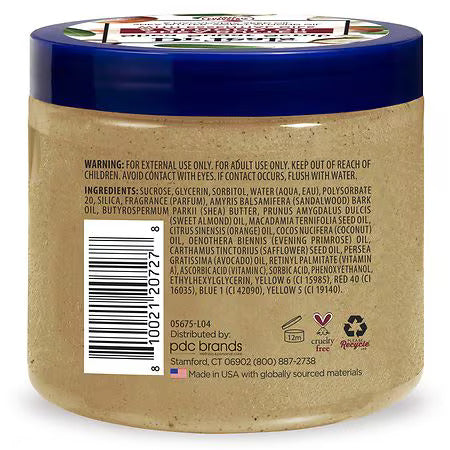 WARNING: FOR EXTERNAL USE ONLY. FOR ADULT USE ONLY. KEEP OUT OF REACH OF
CHILDREN. AVOID CONTACT WITH EYES. IF CONTACT OCCURS, FLUSH WITH WATER.
INGREDIENTS: SUCROSE, GLYCERIN, SORBITOL, WATER (AQUA, EAU), POLYSORBATE
20, SILICA, FRAGRANCE (PARFUM), AMYRIS BALSAMIFERA (SANDALWOOD) BARK
OIL, BUTYROSPERMUM PARKII (SHEA) BUTTER, PRUNUS AMYGDALUS DULCIS
(SWEET ALMOND) OIL, MACADAMIA TERNIFOLIA SEED OIL,
CITRUS SINENSIS (ORANGE) OIL, COCOS NUCIFERA (COCONUT)
OIL, OENOTHERA BIENNIS (EVENING PRIMROSE) OIL,
CARTHAMUS TINCTORIUS (SAFFLOWER) SEED OIL, PERSEA
GRATISSIMA (AVOCADO) OIL, RETINYL PALMITATE (VITAMIN
A), ASCORBIC ACID (VITAMIN C), SORBIC ACID, PHENOXYETHANOL,
ETHYLHEXYLGLYCERIN, YELLOW 6 (CI 15985), RED 40 (CI
16035), BLUE 1 (CI 42090), YELLOW 5 (CI 19140).
8 10021 20727 8
05675-L04
Distributed by:
pdc brands
Stamford, CT 06902 (800) 887-2738
Made in USA with globally sourced materials
12m
cruelty
free
PLEASE
Recycle